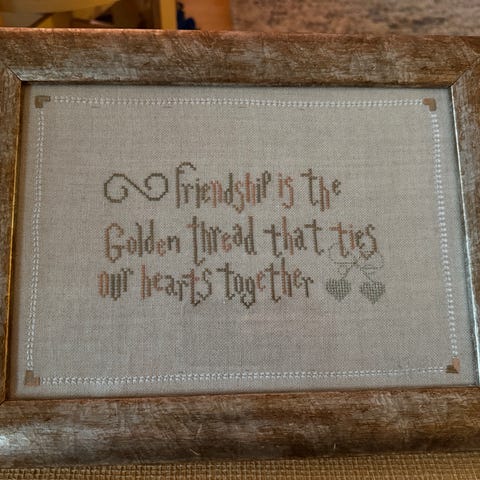 friendship is the
Golden thread that ties
our hearts together